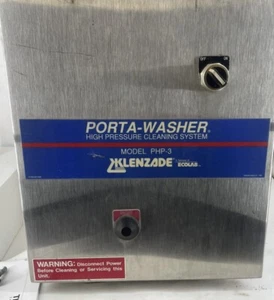 PORTA-WASHER
HIGH PRESSURE CLEANING SYSTEM
MODEL PHP-3
KLENZADE
ECOLAB
WARNING: Disconnect Power
Before Cleaning or Servicing this
Unit.